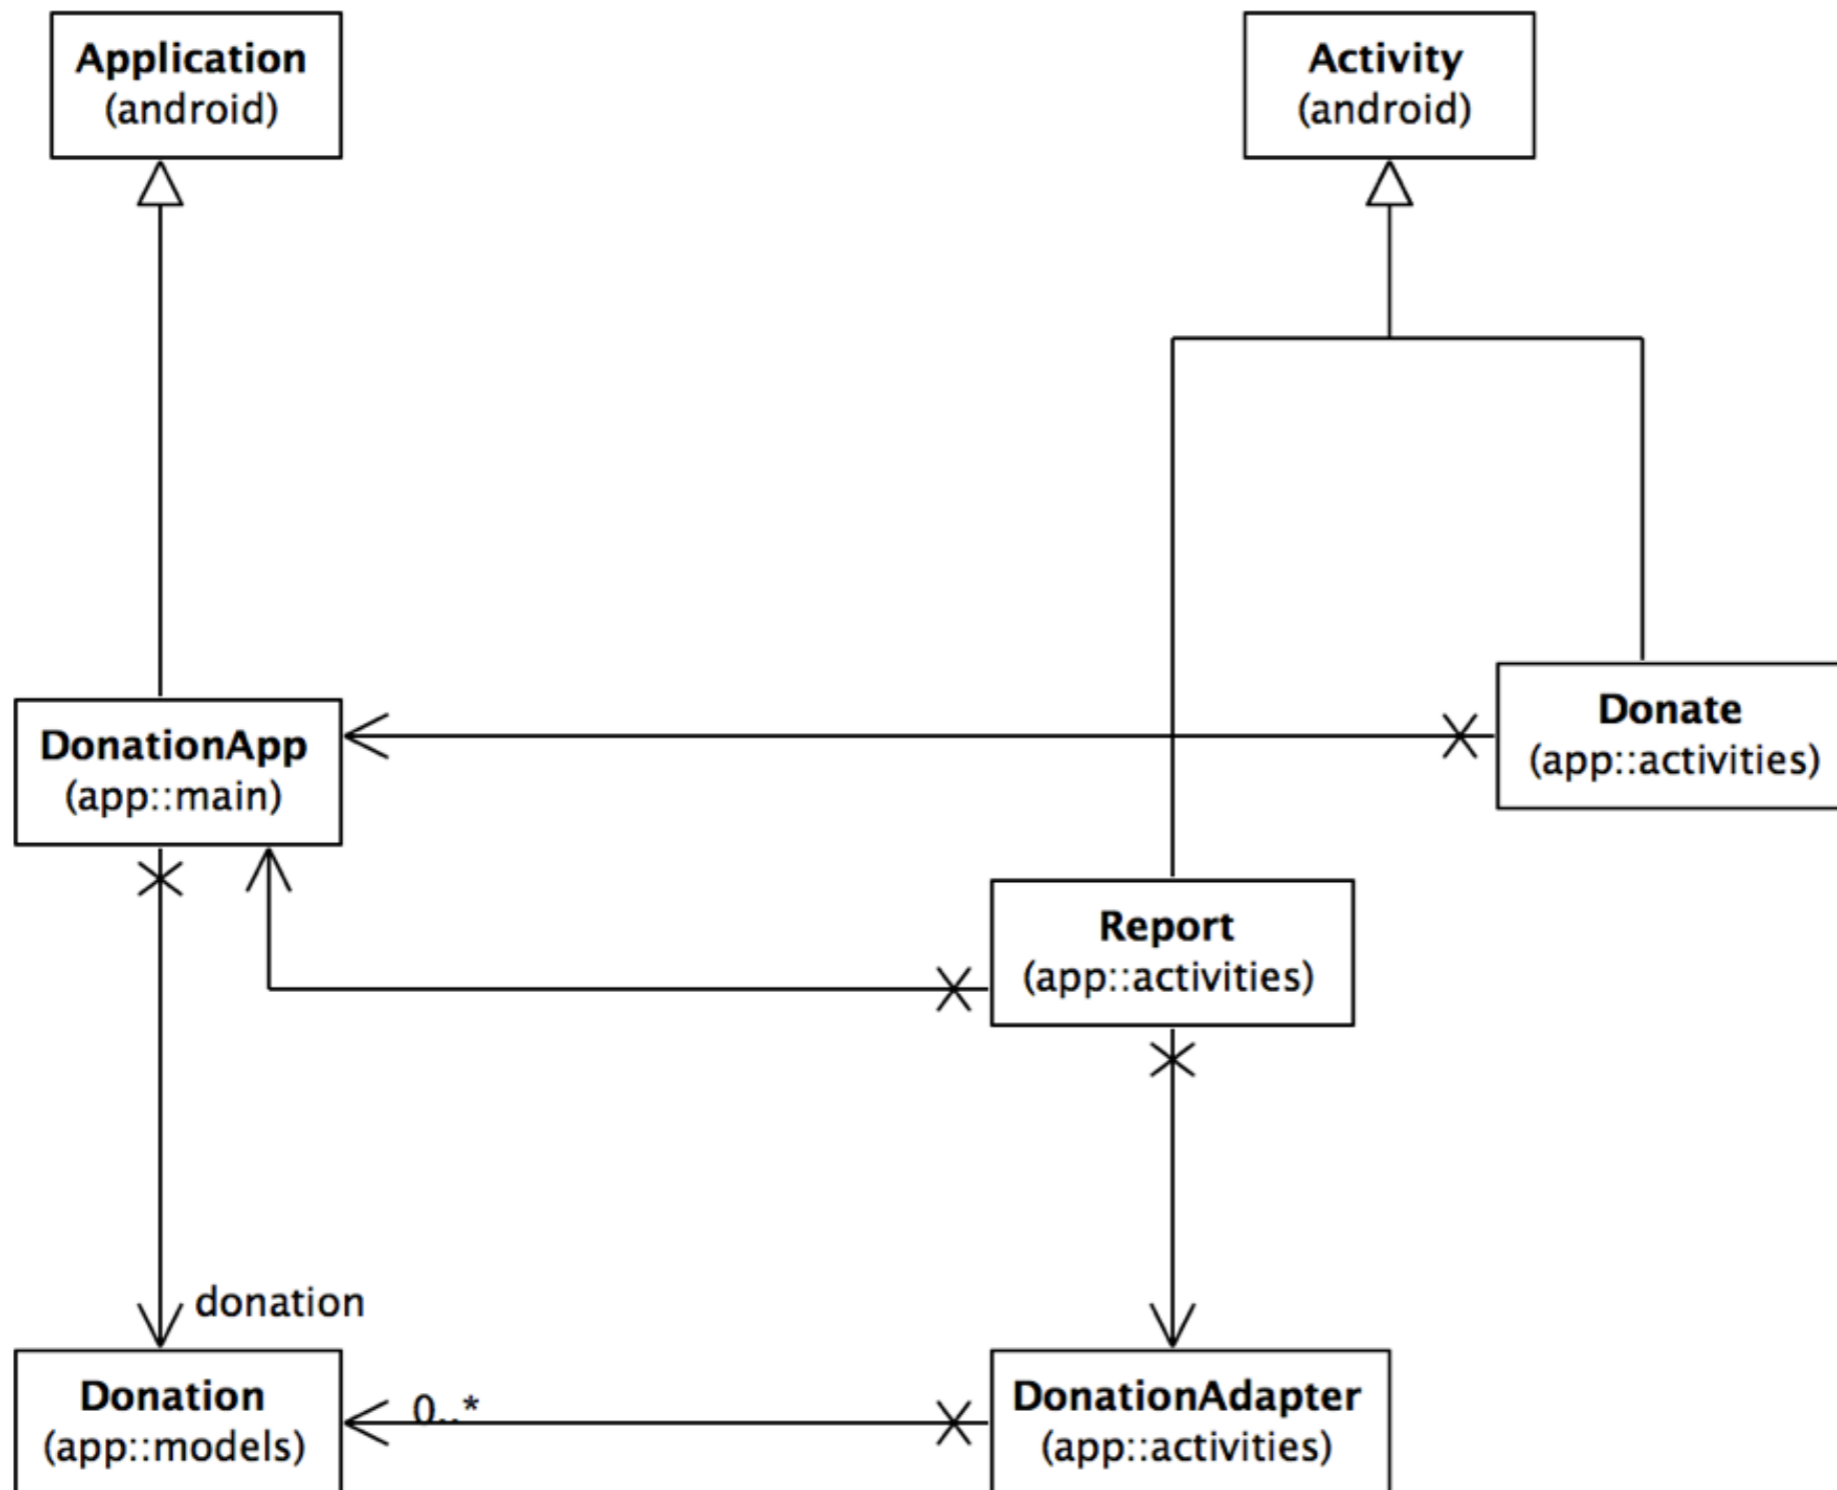 Application
(android)
Activity
(android)
DonationApp
(app::main)
Donate
(app::activities)
Report
(app::activities)
donation
Donation
(app::models)
0..*
DonationAdapter
(app::activities)